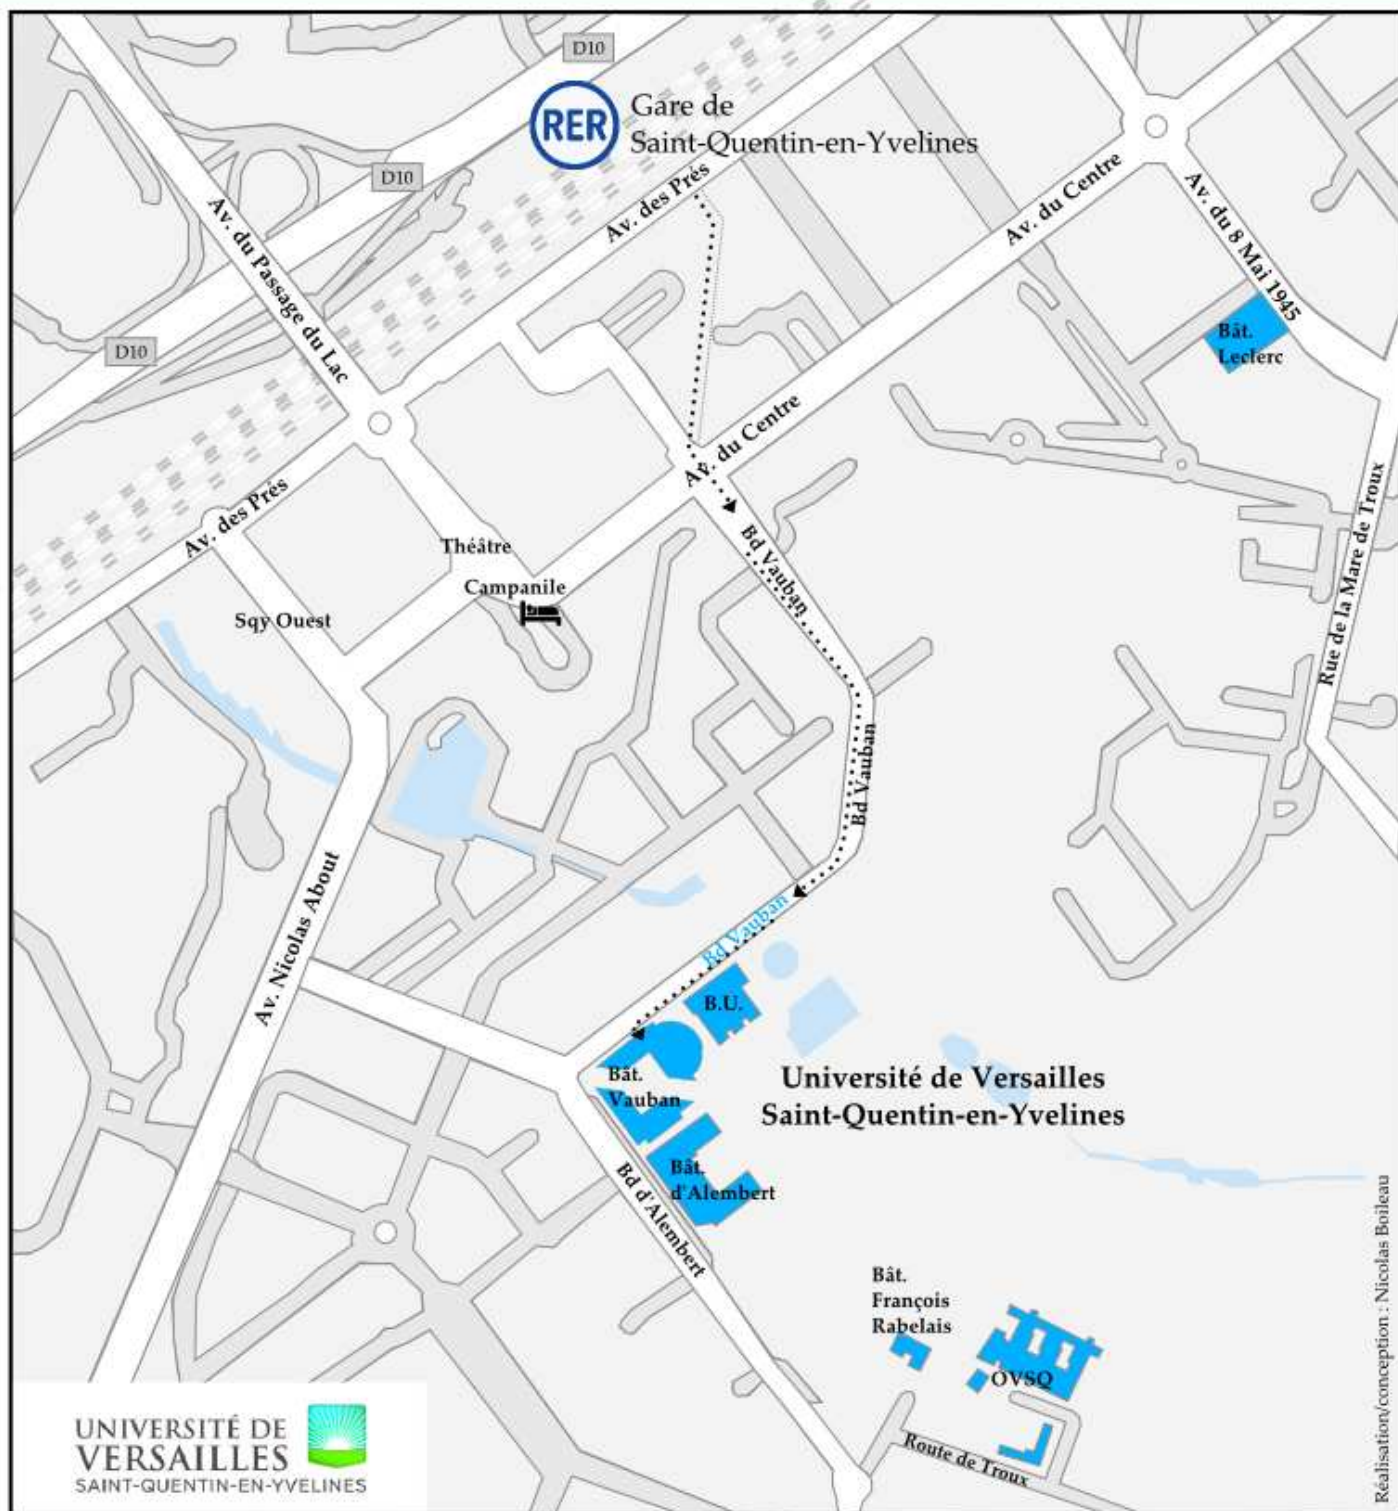 D10
RER
Gare de
Saint-Quentin-en-Yvelines
D10
Av. des Prés
Av. du Centre
Av. du 8 Mai 1945
Av. du Passage du Lac
D10
Bât.
Leclerc
Av. du Centre
Av. des Prés
Théâtre
Campanile
Sqy Ouest
Bd Vauban
Rue de la Mare de Troux
Bd Vauban
Av. Nicolas About
Bd Vauban
B.U.
Bât.
Vauban
Université de Versailles
Saint-Quentin-en-Yvelines
Bât.
d'Alembert
Bd d'Alembert
Bât.
François
Rabelais
OVSQ
Route de Troux
UNIVERSITÉ DE
VERSAILLES
SAINT-QUENTIN-EN-YVELINES
Réalisation/conception : Nicolas Boileau